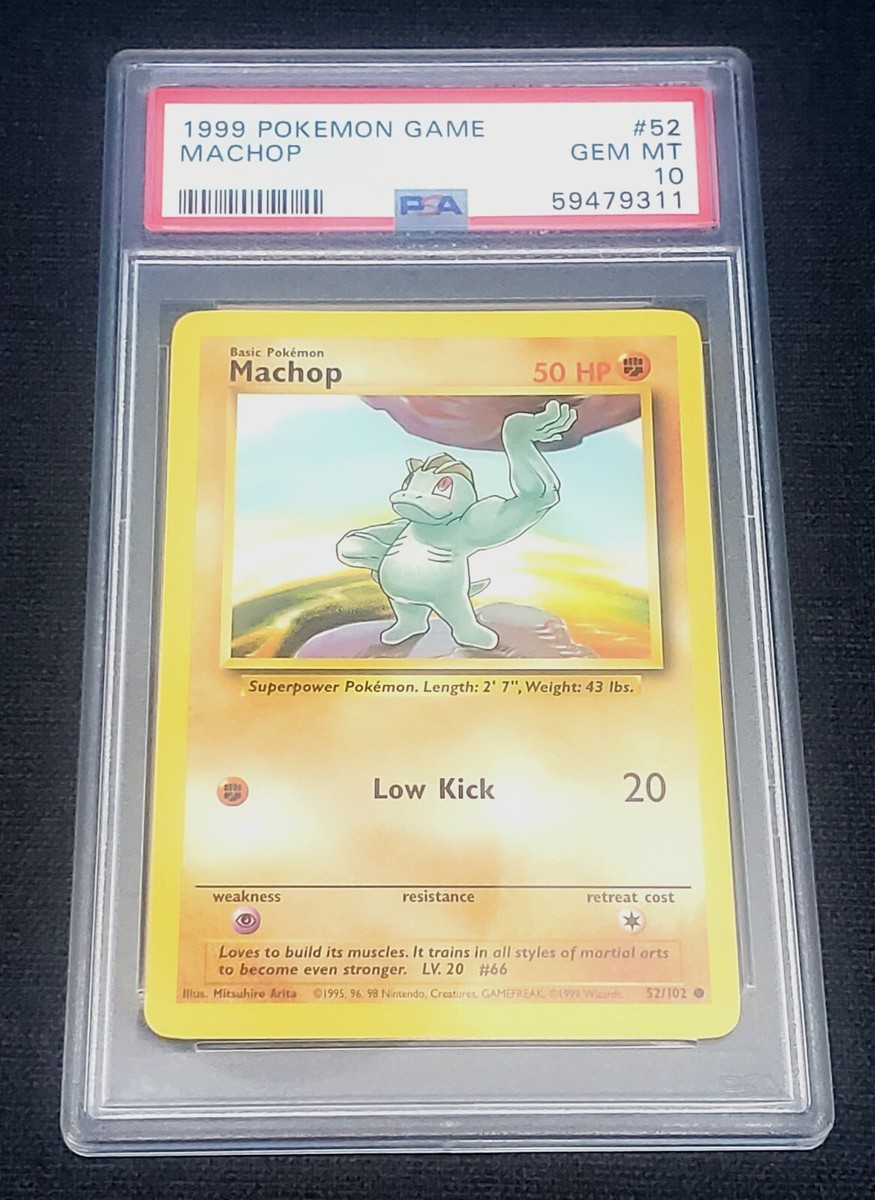 1999 POKEMON GAME #52
MACHOP GEM MT
10
PSA 59479311
Basic Pokémon
Machop 50 HP
Superpower Pokémon. Length: 2' 7", Weight: 43 lbs.
Low Kick 20
weakness resistance retreat cost
Loves to build its muscles. It trains in all styles of martial arts
to become even stronger. LV. 20 #66
Illus. Mitsuhiro Arita ©1995, 96, 98 Nintendo, Creatures, GAMEFREAK. ©1999 Wizards. 52/102